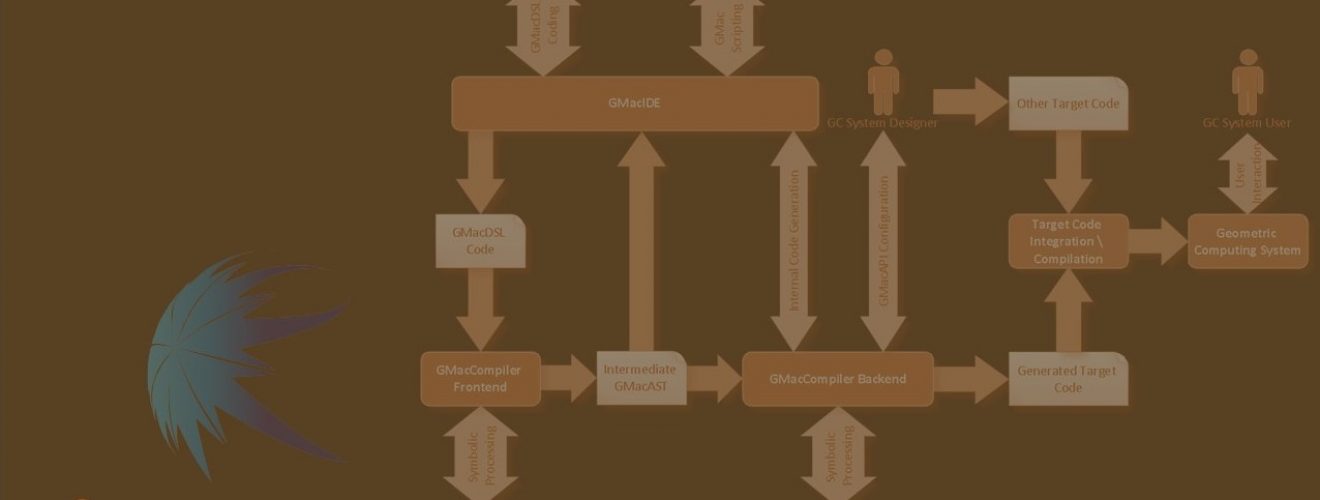 GMacDSL
Coding
GMac
Scripting
GMacIDE
GC System Designer
Other Target Code
GC System User
User
Interaction
GMacDSL
Code
Internal Code Generation
GMacAPI Configuration
Target Code
Integration \
Compilation
Geometric
Computing System
GMacCompiler
Frontend
Intermediate
GMacAST
GMacCompiler Backend
Generated Target
Code
Symbolic
Processing
Symbolic
Processing